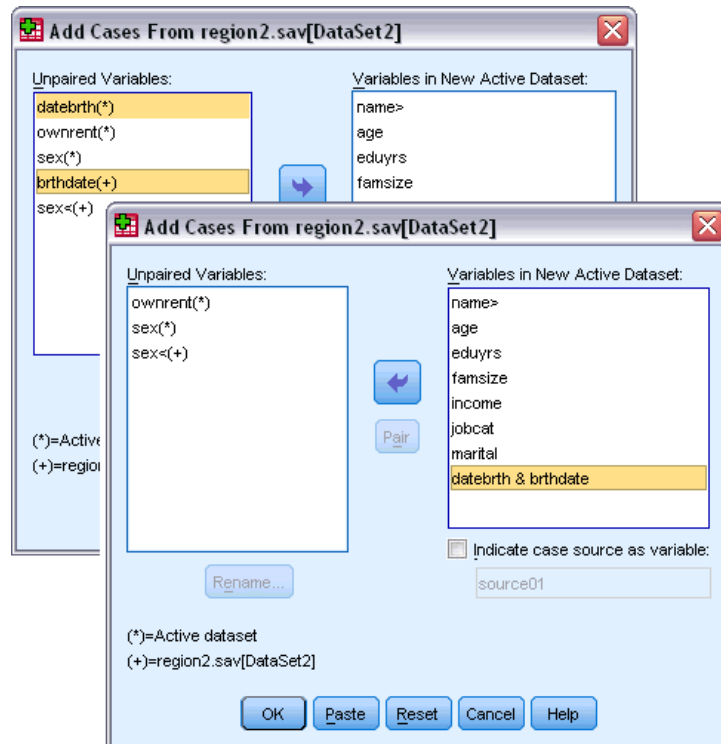 Add Cases From region2.sav[DataSet2]
Unpaired Variables:
datebrth(*)
ownrent(*)
sex(*)
brthdate(+)
sex<(+)
Variables in New Active Dataset:
name>
age
eduyrs
famsize
(*)=Active
(+)=region
Add Cases From region2.sav[DataSet2]
Unpaired Variables:
ownrent(*)
sex(*)
sex<(+)
Pair
Variables in New Active Dataset:
name>
age
eduyrs
famsize
income
jobcat
marital
datebrth & brthdate
Indicate case source as variable:
source01
Rename...
(*)=Active dataset
(+)=region2.sav[DataSet2]
OK Paste Reset Cancel Help